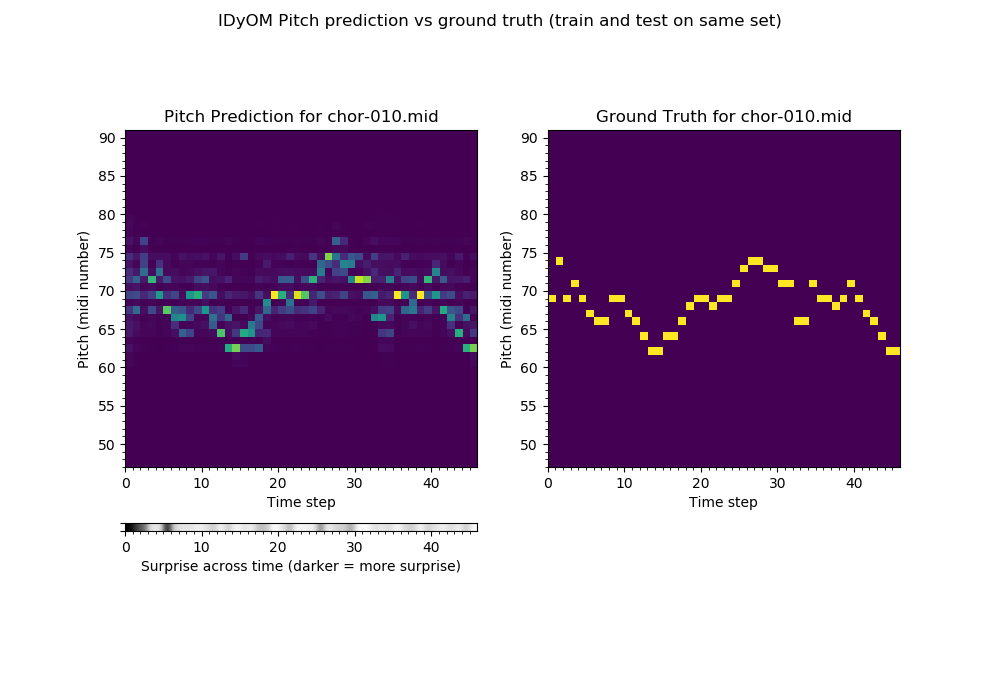 IDyOM Pitch prediction vs ground truth (train and test on same set)
Pitch Prediction for chor-010.mid
90
85
80
75
70
65
60
55
50
Pitch (midi number)
0 10 20 30 40
Time step
0 10 20 30 40
Surprise across time (darker = more surprise)
Ground Truth for chor-010.mid
90
85
80
75
70
65
60
55
50
Pitch (midi number)
0 10 20 30 40
Time step